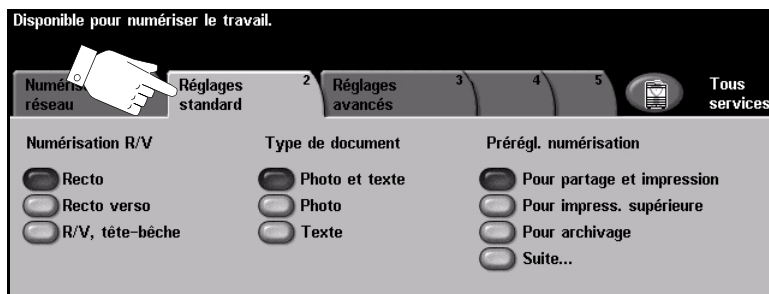 Disponible pour numériser le travail.
réseau
Réglages standard 2
Réglages avancés 3
4
5
Tous services
Numérisation R/V
Recto
Recto verso
R/V, tête-bêche
Type de document
Photo et texte
Photo
Texte
Prérégl. numérisation
Pour partage et impression
Pour impress. supérieure
Pour archivage
Suite...